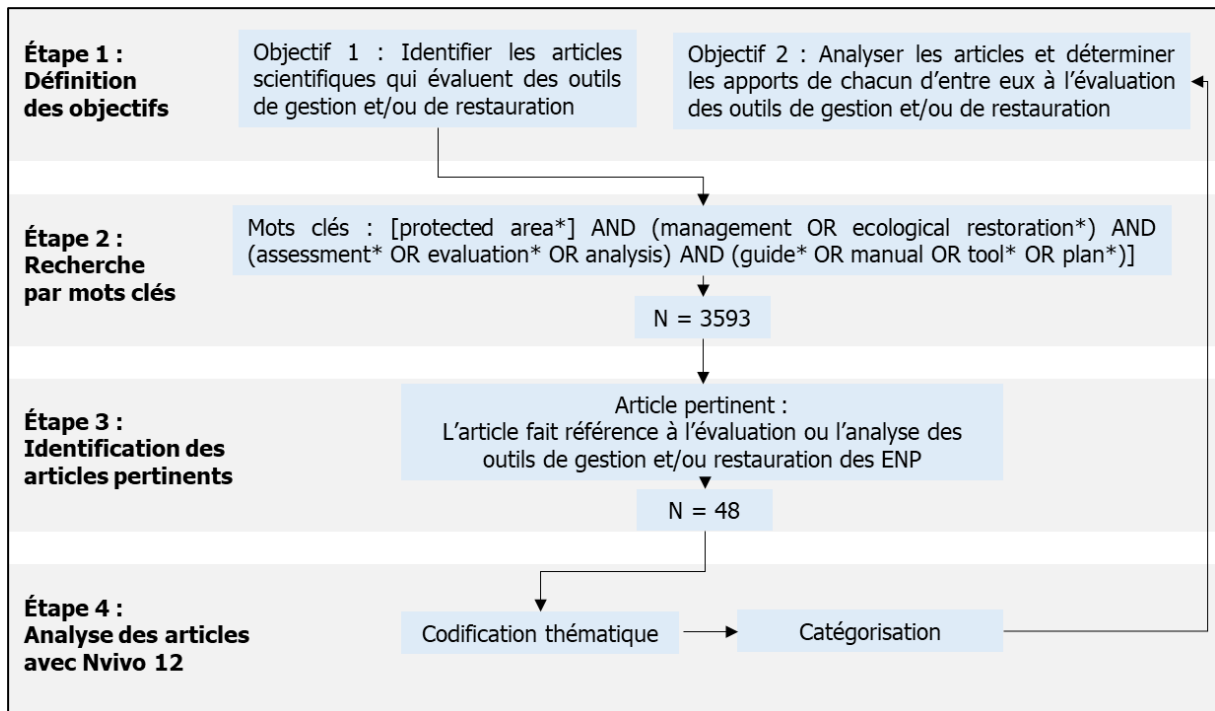 Étape 1 :
Définition
des objectifs
Objectif 1 : Identifier les articles
scientifiques qui évaluent des outils
de gestion et/ou de restauration
Objectif 2 : Analyser les articles et déterminer
les apports de chacun d’entre eux à l’évaluation
des outils de gestion et/ou de restauration
Étape 2 :
Recherche
par mots clés
Mots clés : [protected area*] AND (management OR ecological restoration*) AND
(assessment* OR evaluation* OR analysis) AND (guide* OR manual OR tool* OR plan*)]
N = 3593
Étape 3 :
Identification des
articles pertinents
Article pertinent :
L’article fait référence à l’évaluation ou l’analyse des
outils de gestion et/ou restauration des ENP
N = 48
Étape 4 :
Analyse des articles
avec Nvivo 12
Codification thématique
Catégorisation